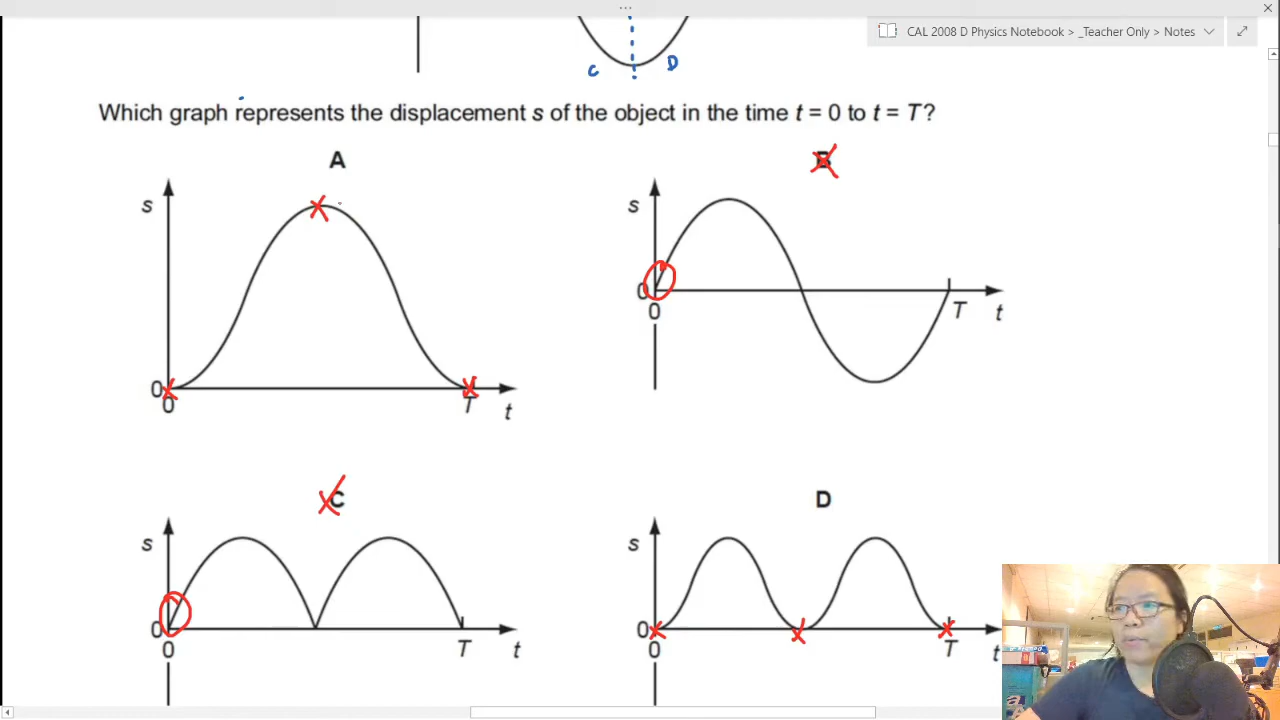 CAL 2008 D Physics Notebook > _Teacher Only > Notes
C D
Which graph represents the displacement s of the object in the time t = 0 to t = T?
A
B
s
0
0
T
t
s
0
0
T
t
C
D
s
0
0
T
t
s
0
0
T
t